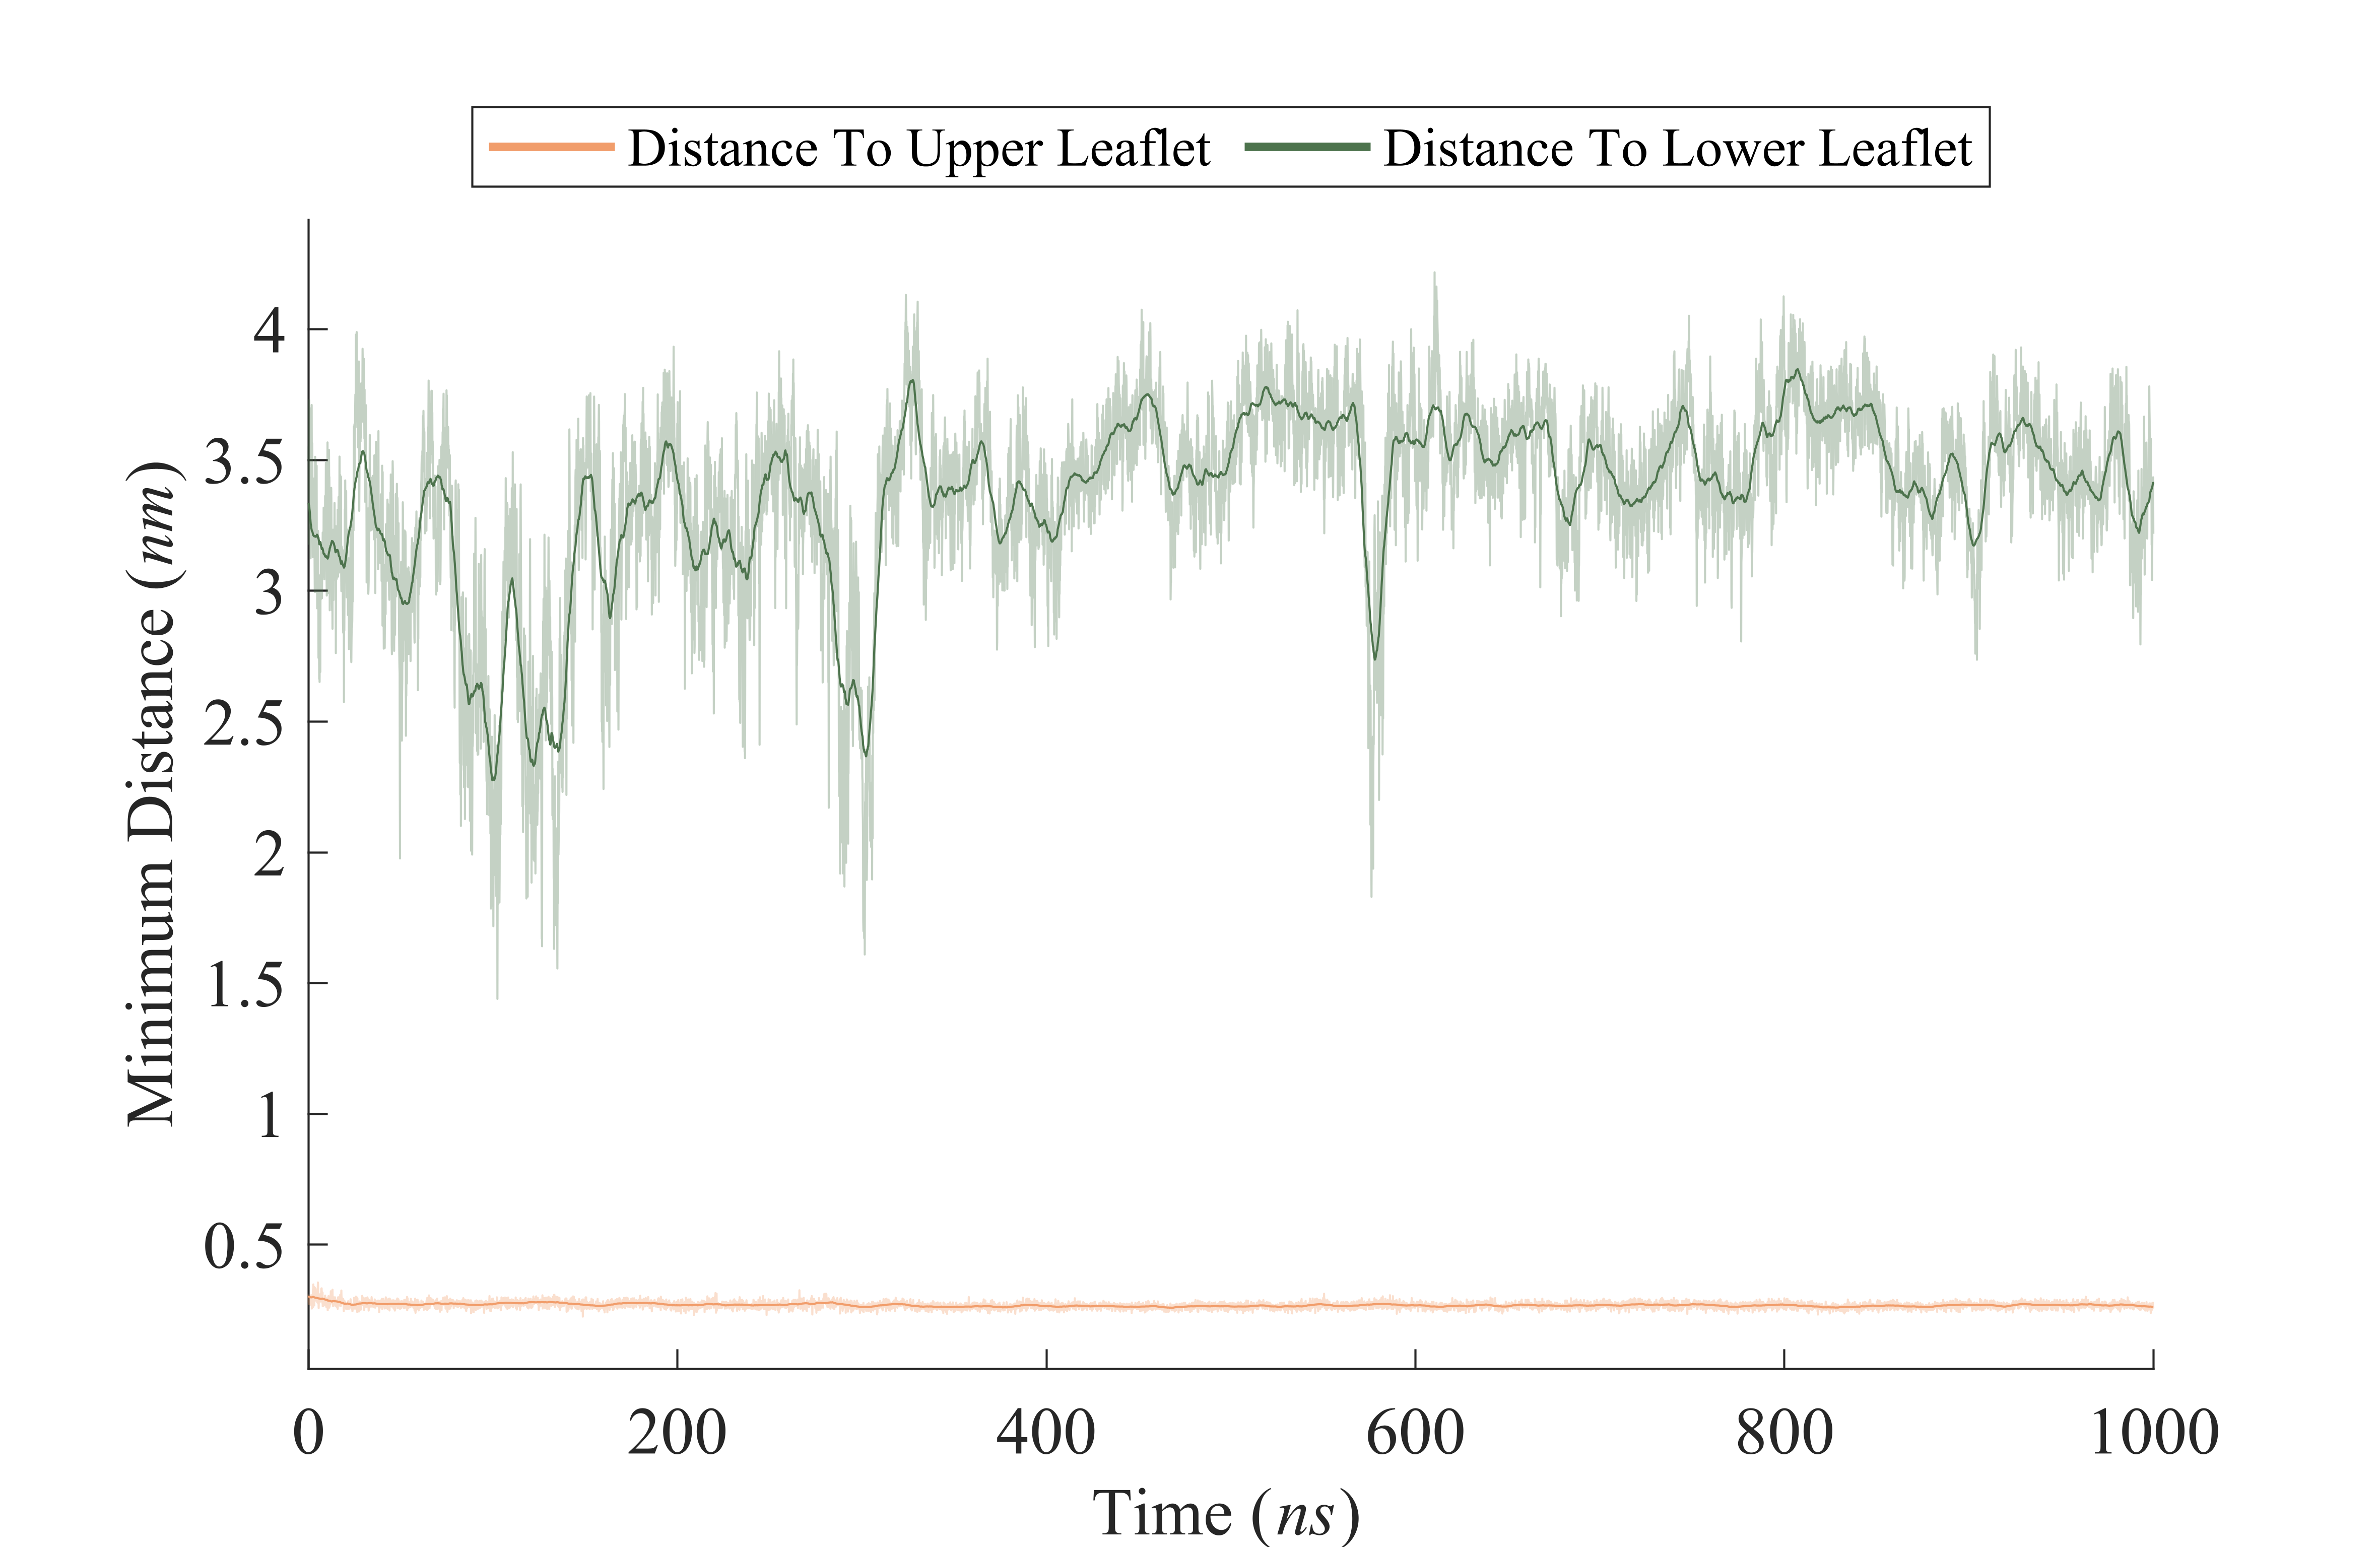 Distance To Upper Leaflet Distance To Lower Leaflet
Minimum Distance (nm)
4
3.5
3
2.5
2
1.5
1
0.5
0 200 400 600 800 1000
Time (ns)